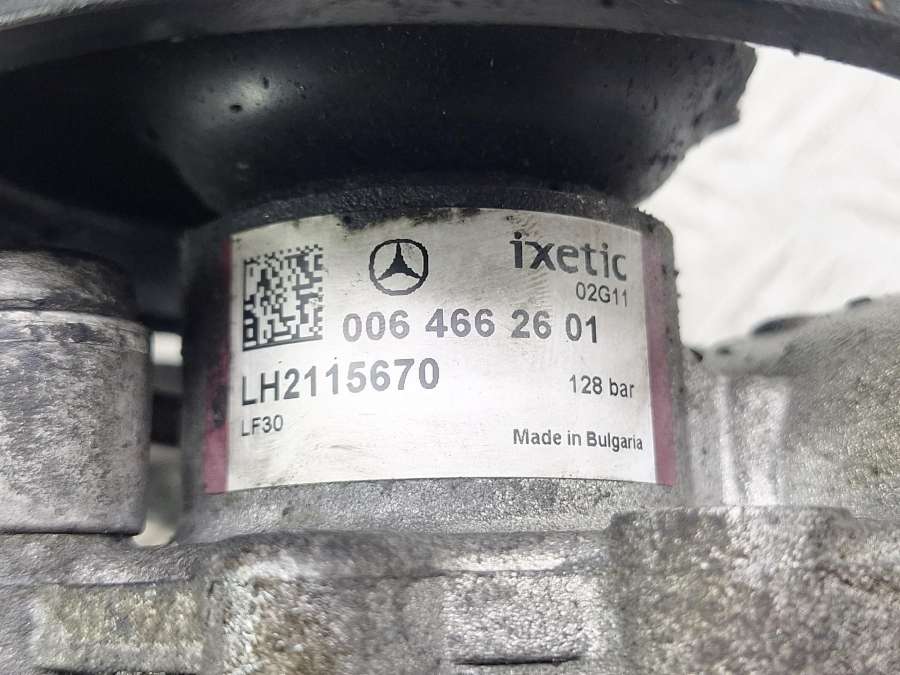 ixetic
02G11
006 466 26 01
LH2115670
128 bar
LF30
Made in Bulgaria